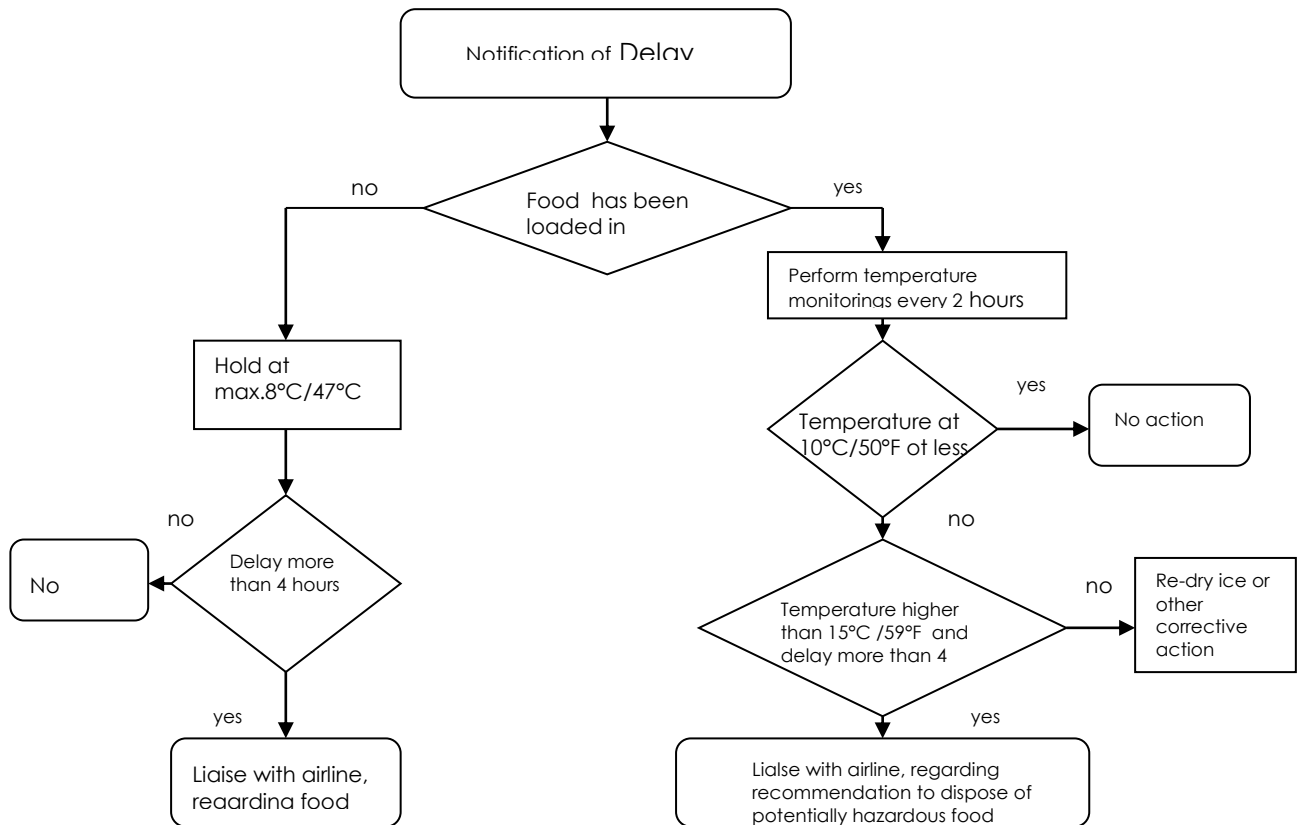 Notification of Delay
no
yes
Food has been
loaded in
Perform temperature
monitorings every 2 hours
Hold at
max.8°C/47°C
yes
Temperature at
10°C/50°F ot less
No action
no
no
Delay more
than 4 hours
No
Temperature higher
than 15°C /59°F and
delay more than 4
no
Re-dry ice or
other
corrective
action
yes
yes
Liaise with airline,
regarding food
Lialse with airline, regarding
recommendation to dispose of
potentially hazardous food